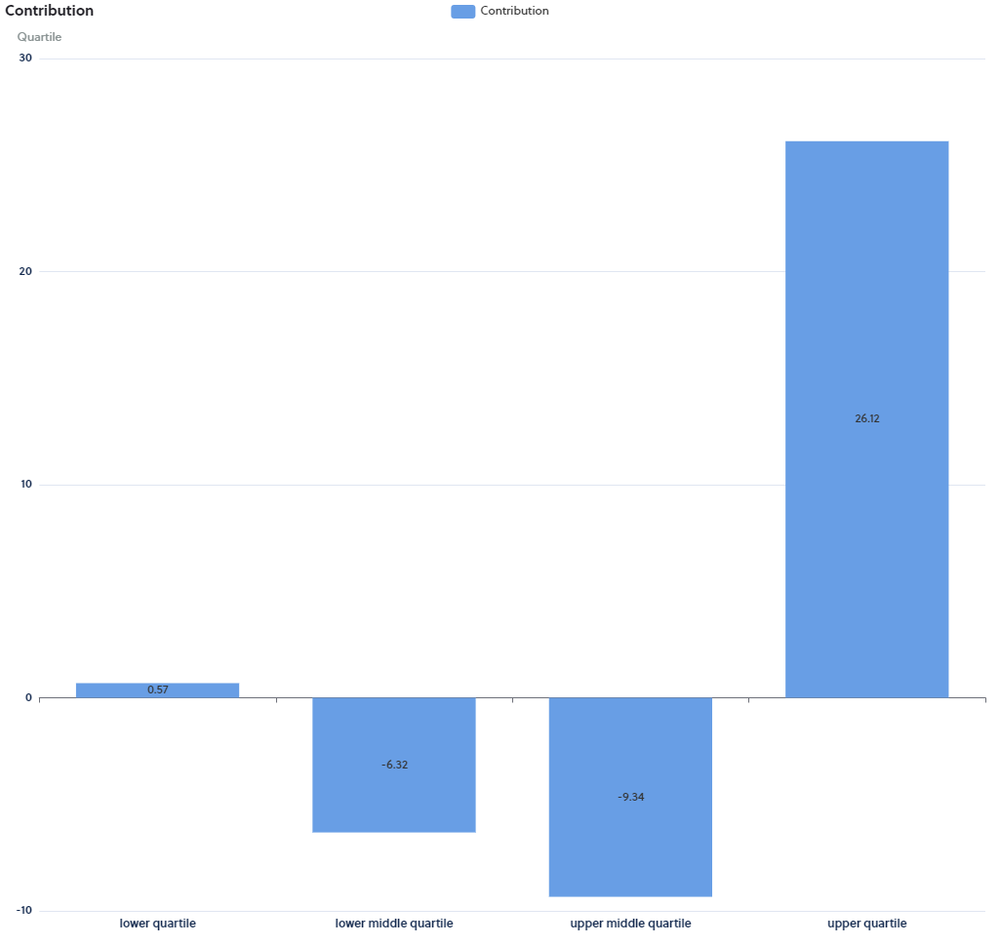 Contribution
Contribution
Quartile
30
20
10
0
-10
0.57
-6.32
-9.34
26.12
lower quartile
lower middle quartile
upper middle quartile
upper quartile